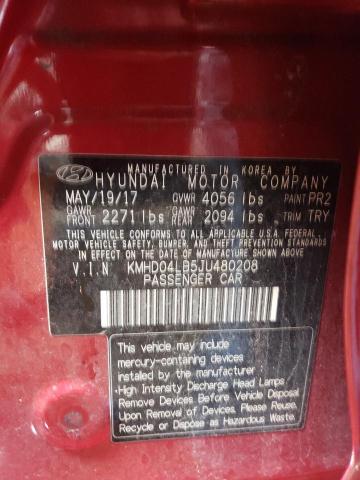 MANUFACTURED IN KOREA BY
HYUNDAI MOTOR COMPANY
MAY/19/17 GVWR 4056 lbs PAINT PR2
GAWR FRONT 2271 lbs GAWR REAR 2094 lbs TRIM TRY
THIS VEHICLE CONFORMS TO ALL APPLICABLE U.S. FEDERAL MOTOR
VEHICLE SAFETY, BUMPER, AND THEFT PREVENTION STANDARDS IN
EFFECT ON THE DATE OF MANUFACTURE SHOWN ABOVE.
V.I.N KMHD04LB5JU480208
PASSENGER CAR
This vehicle may include
mercury-containing devices
installed by the manufacturer:
· High Intensity Discharge Head Lamps
Remove Devices Before Vehicle Disposal
Upon Removal of Devices Please Reuse,
Recycle or Dispose as Hazardous Waste.